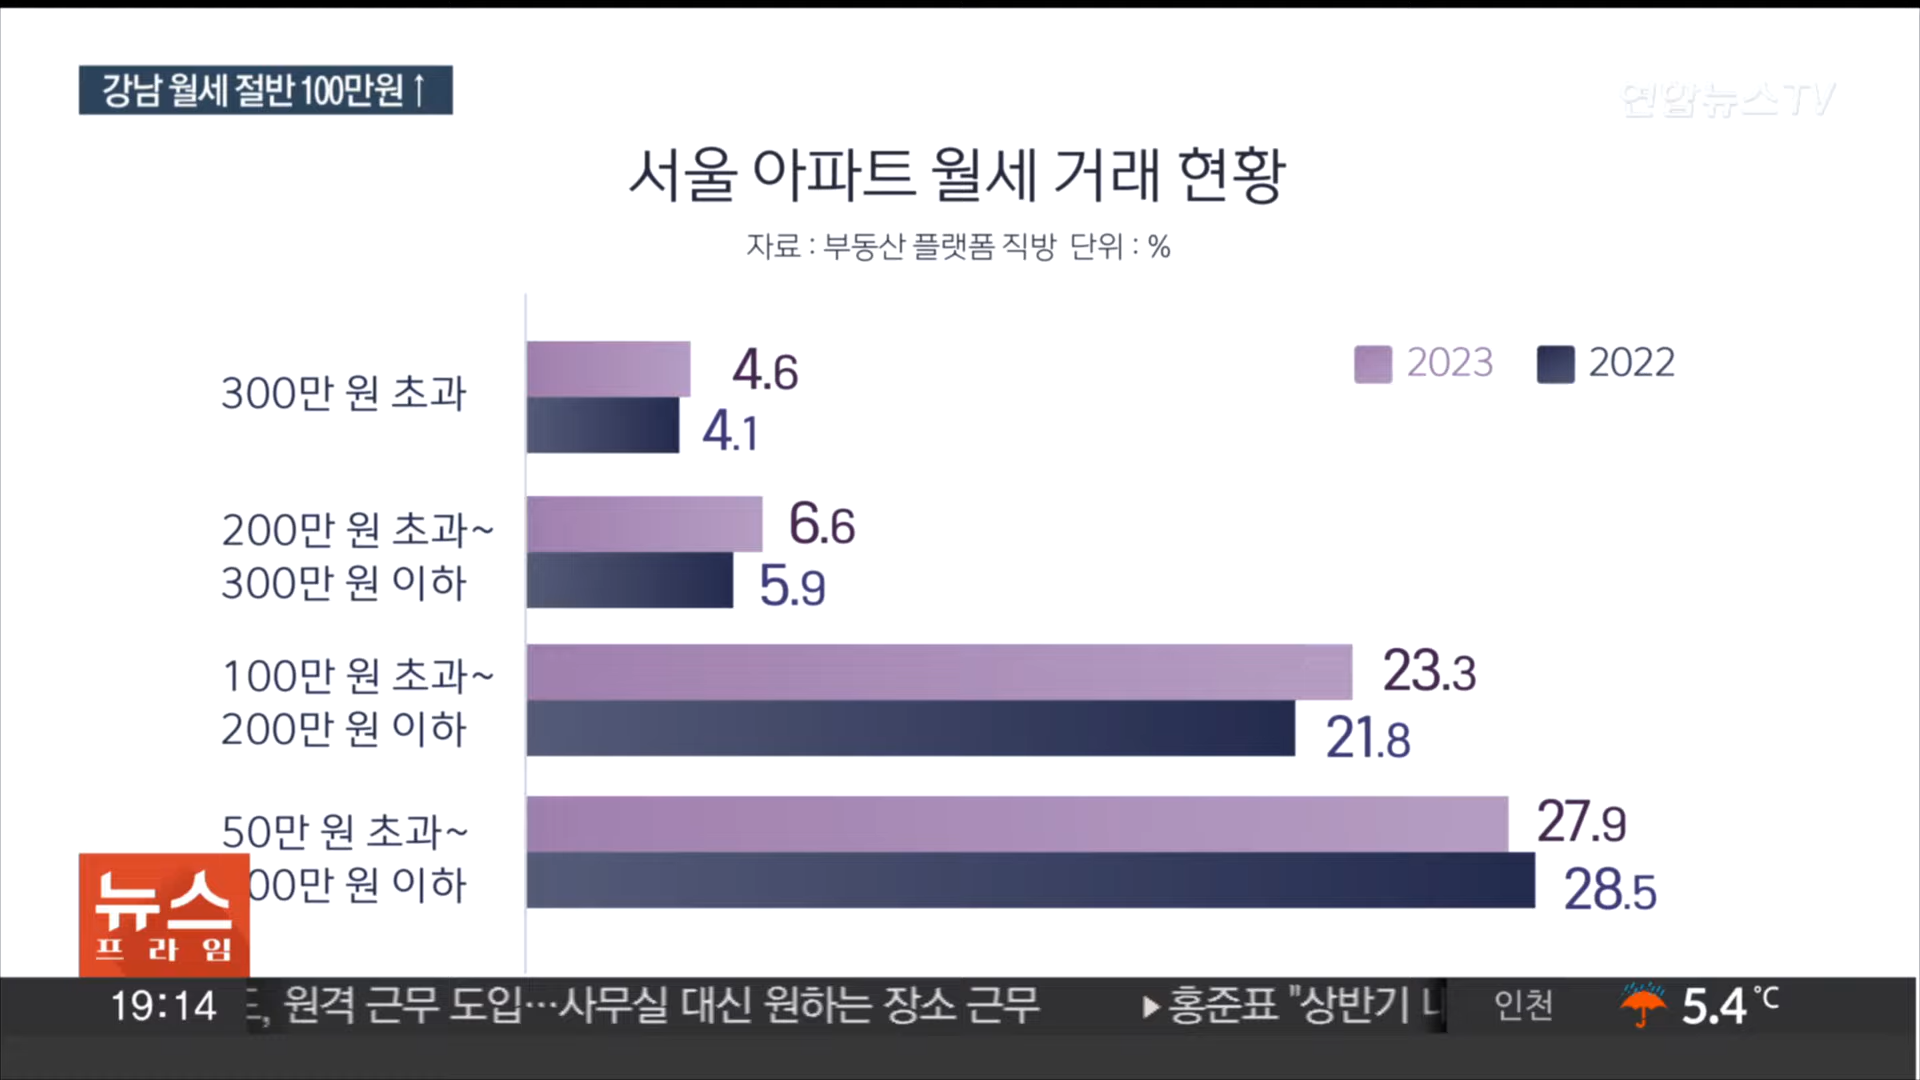 강남 월세 절반 100만원↑
연합뉴스TV
서울 아파트 월세 거래 현황
자료 : 부동산 플랫폼 직방 단위 : %
2023 2022
300만 원 초과
4.6
4.1
200만 원 초과~
300만 원 이하
6.6
5.9
100만 원 초과~
200만 원 이하
23.3
21.8
50만 원 초과~
00만 원 이하
27.9
28.5
뉴스
프라임
19:14 원격 근무 도입…사무실 대신 원하는 장소 근무 ▶홍준표 "상반기 인천 5.4℃